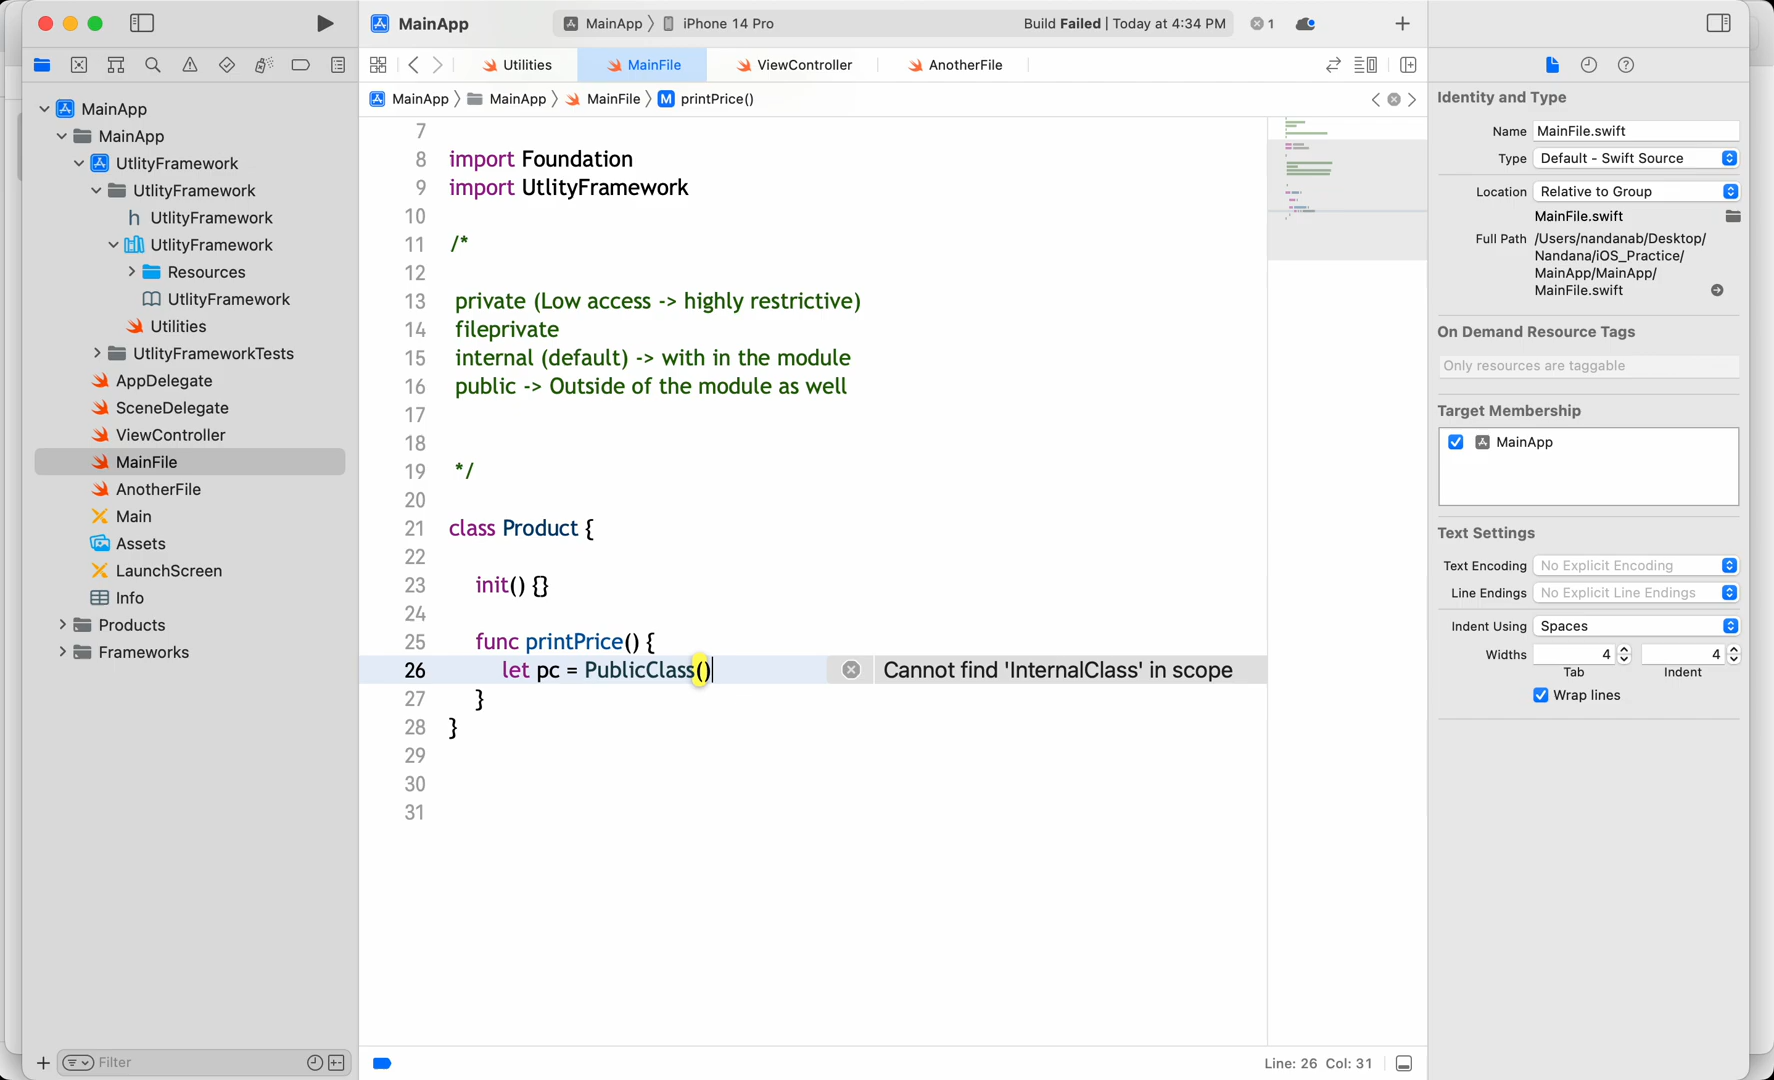 MainApp
MainApp
iPhone 14 Pro
Build Failed | Today at 4:34 PM
1
Utilities
MainFile
ViewController
AnotherFile
MainApp
MainApp
MainFile
M printPrice()
MainApp
MainApp
UtlityFramework
UtlityFramework
h UtlityFramework
UtlityFramework
Resources
UtlityFramework
Utilities
UtlityFrameworkTests
AppDelegate
SceneDelegate
ViewController
MainFile
AnotherFile
Main
Assets
LaunchScreen
Info
Products
Frameworks
Filter
7
8 import Foundation
9 import UtlityFramework
10
11 /*
12
13 private (Low access -> highly restrictive)
14 fileprivate
15 internal (default) -> with in the module
16 public -> Outside of the module as well
17
18
19 */
20
21 class Product {
22
23 init() {}
24
25 func printPrice() {
26 let pc = PublicClass()
Cannot find 'InternalClass' in scope
27 }
28 }
29
30
31
Line: 26 Col: 31
Identity and Type
Name MainFile.swift
Type Default - Swift Source
Location Relative to Group
MainFile.swift
Full Path /Users/nandanab/Desktop/
Nandana/iOS_Practice/
MainApp/MainApp/
MainFile.swift
On Demand Resource Tags
Only resources are taggable
Target Membership
MainApp
Text Settings
Text Encoding No Explicit Encoding
Line Endings No Explicit Line Endings
Indent Using Spaces
Widths 4 4
Tab Indent
Wrap lines